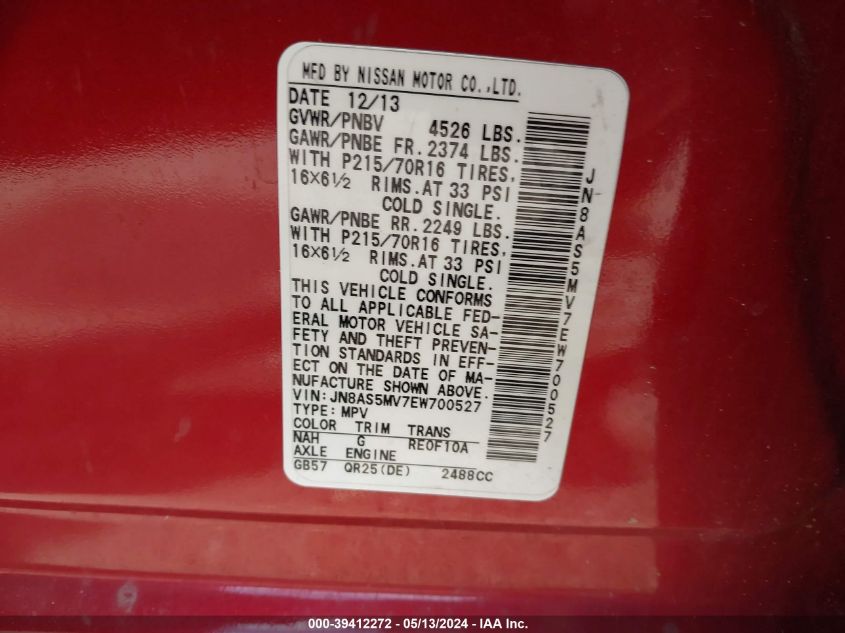 MFD BY NISSAN MOTOR CO.,LTD.
DATE 12/13
GVWR/PNBV 4526 LBS.
GAWR/PNBE FR. 2374 LBS.
WITH P215/70R16 TIRES,
16X6½ RIMS.AT 33 PSI
COLD SINGLE.
GAWR/PNBE RR. 2249 LBS.
WITH P215/70R16 TIRES,
16X6½ RIMS.AT 33 PSI
COLD SINGLE.
THIS VEHICLE CONFORMS
TO ALL APPLICABLE FED-
ERAL MOTOR VEHICLE SA-
FETY AND THEFT PREVEN-
TION STANDARDS IN EFF-
ECT ON THE DATE OF MA-
NUFACTURE SHOWN ABOVE.
VIN:JN8AS5MV7EW700527
TYPE:MPV
COLOR TRIM TRANS
NAH G RE0F10A
AXLE ENGINE
GB57 QR25(DE) 2488CC
JN8AS5MV7EW700527
000-39412272 - 05/13/2024 - IAA Inc.